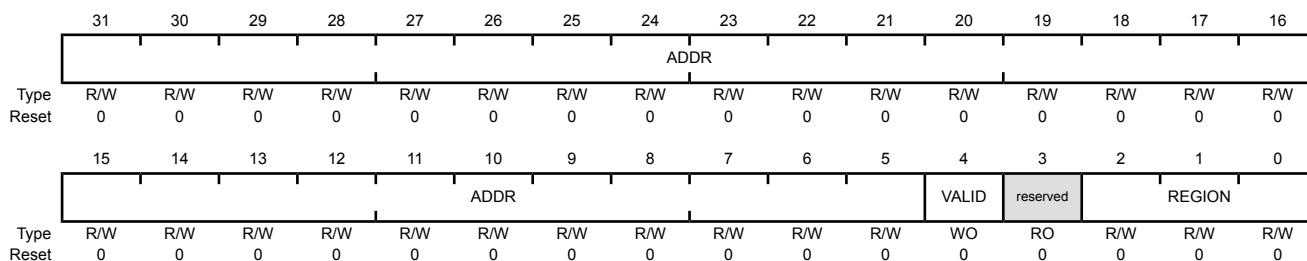 31 30 29 28 27 26 25 24 23 22 21 20 19 18 17 16
ADDR
Type R/W R/W R/W R/W R/W R/W R/W R/W R/W R/W R/W R/W R/W R/W R/W R/W
Reset 0 0 0 0 0 0 0 0 0 0 0 0 0 0 0 0
15 14 13 12 11 10 9 8 7 6 5 4 3 2 1 0
ADDR VALID reserved REGION
Type R/W R/W R/W R/W R/W R/W R/W R/W R/W R/W R/W WO RO R/W R/W R/W
Reset 0 0 0 0 0 0 0 0 0 0 0 0 0 0 0 0